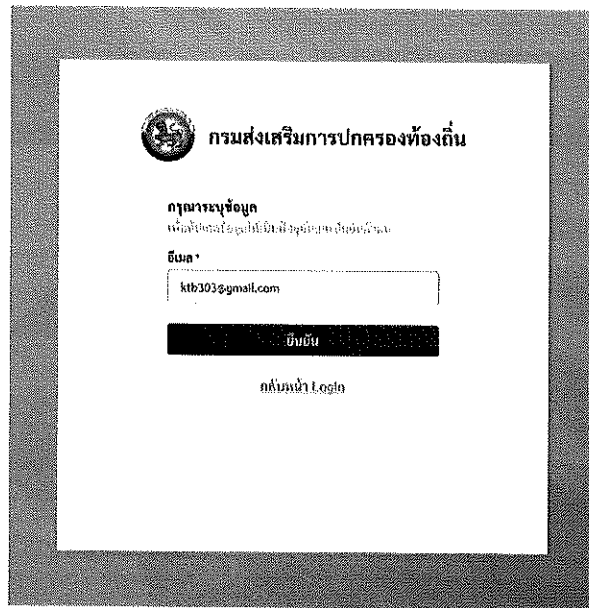 กรมส่งเสริมการปกครองท้องถิ่น
กรุณาระบุข้อมูล
อีเมล *
ktb303@gmail.com
ยืนยัน
กลับหน้า Login